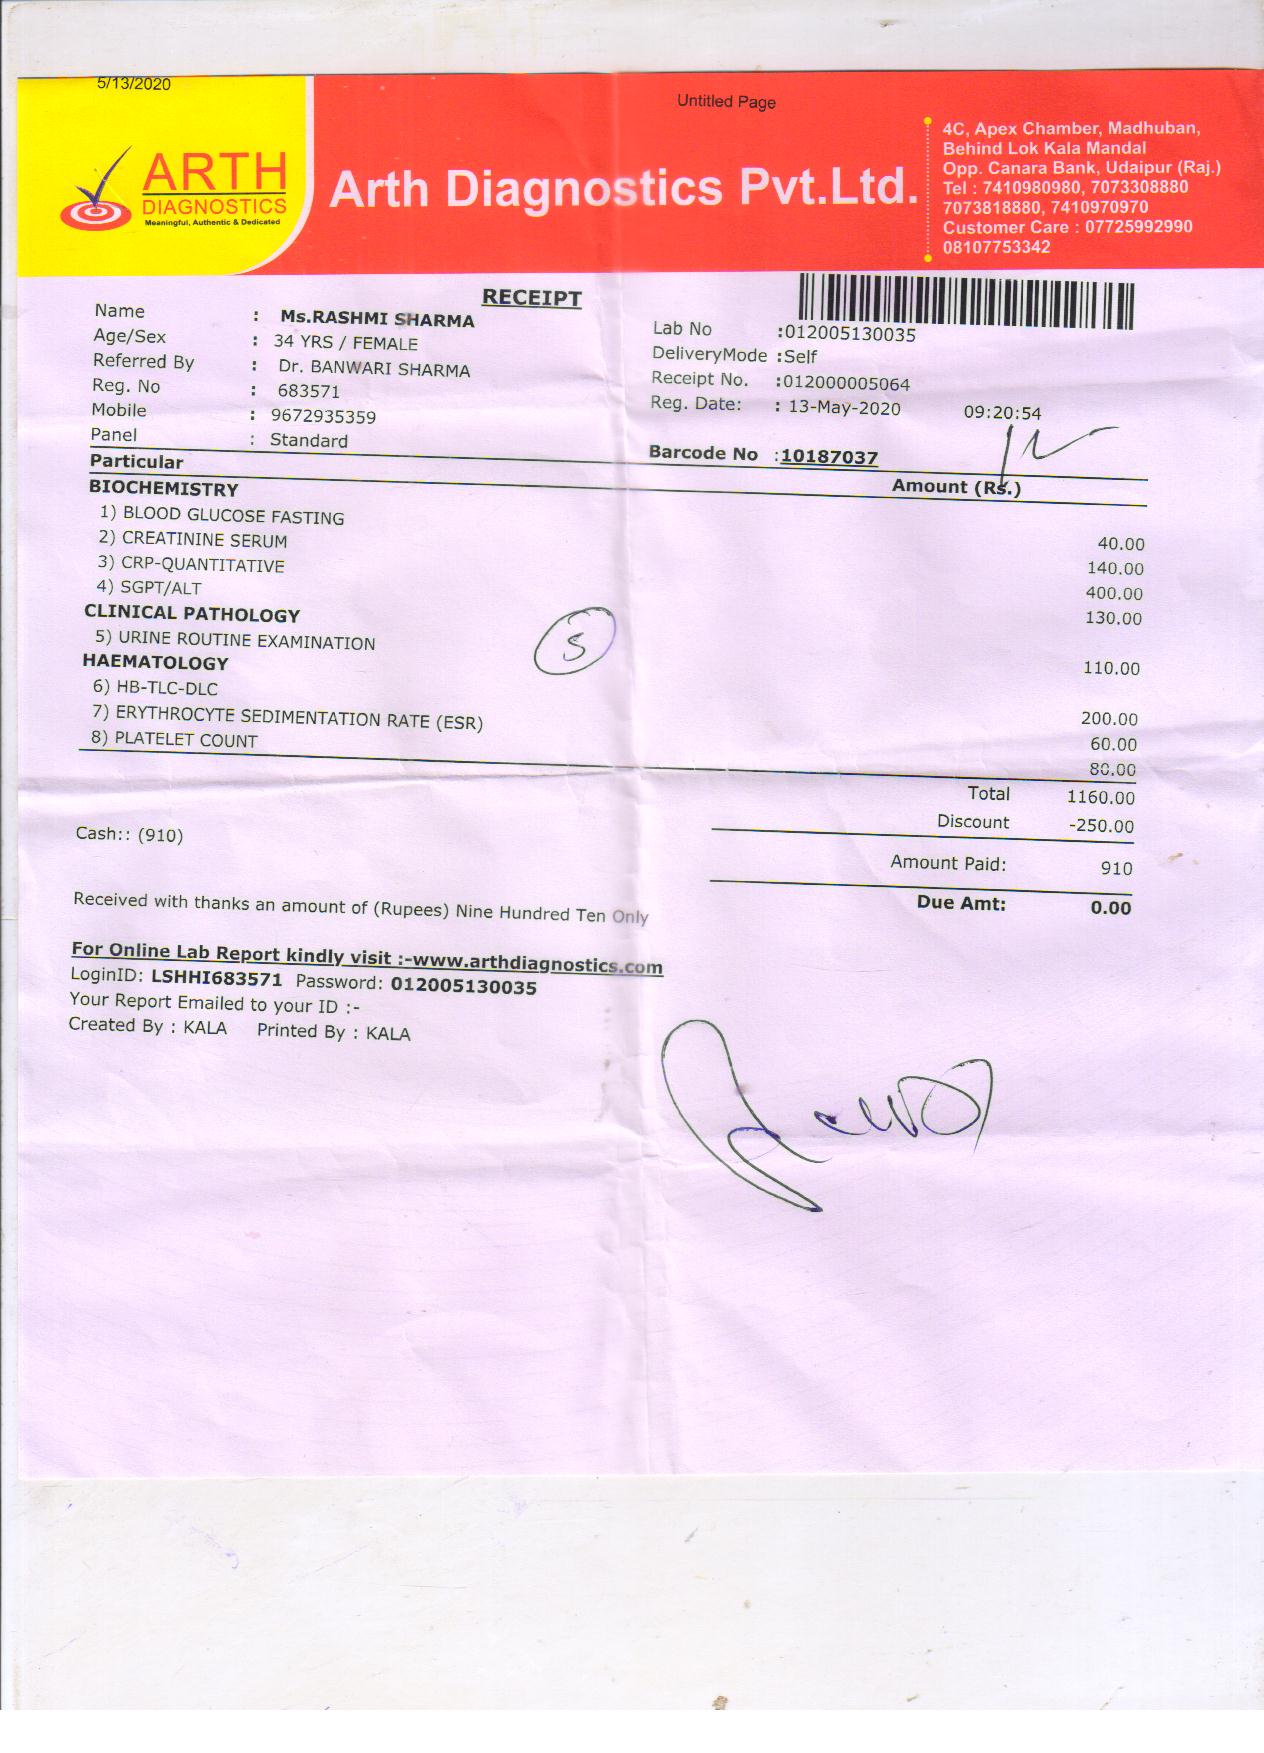 5/13/2020
Untitled Page
ARTH
DIAGNOSTICS
Meaningful, Authentic & Dedicated
Arth Diagnostics Pvt.Ltd.
4C, Apex Chamber, Madhuban,
Behind Lok Kala Mandal
Opp. Canara Bank, Udaipur (Raj.)
Tel : 7410980980, 7073308880
7073818880, 7410970970
Customer Care : 07725992990
08107753342
RECEIPT
Name : Ms.RASHMI SHARMA
Age/Sex : 34 YRS / FEMALE
Referred By : Dr. BANWARI SHARMA
Reg. No : 683571
Mobile : 9672935359
Panel : Standard
Lab No :012005130035
DeliveryMode :Self
Receipt No. :012000005064
Reg. Date: : 13-May-2020 09:20:54
Barcode No :10187037
Particular Amount (Rs.)
BIOCHEMISTRY
1) BLOOD GLUCOSE FASTING 40.00
2) CREATININE SERUM 140.00
3) CRP-QUANTITATIVE 400.00
4) SGPT/ALT 130.00
CLINICAL PATHOLOGY
5) URINE ROUTINE EXAMINATION 110.00
HAEMATOLOGY
6) HB-TLC-DLC 200.00
7) ERYTHROCYTE SEDIMENTATION RATE (ESR) 60.00
8) PLATELET COUNT 80.00
Total 1160.00
Discount -250.00
Cash:: (910)
Amount Paid: 910
Due Amt: 0.00
Received with thanks an amount of (Rupees) Nine Hundred Ten Only
For Online Lab Report kindly visit :-www.arthdiagnostics.com
LoginID: LSHHI683571 Password: 012005130035
Your Report Emailed to your ID :-
Created By : KALA Printed By : KALA